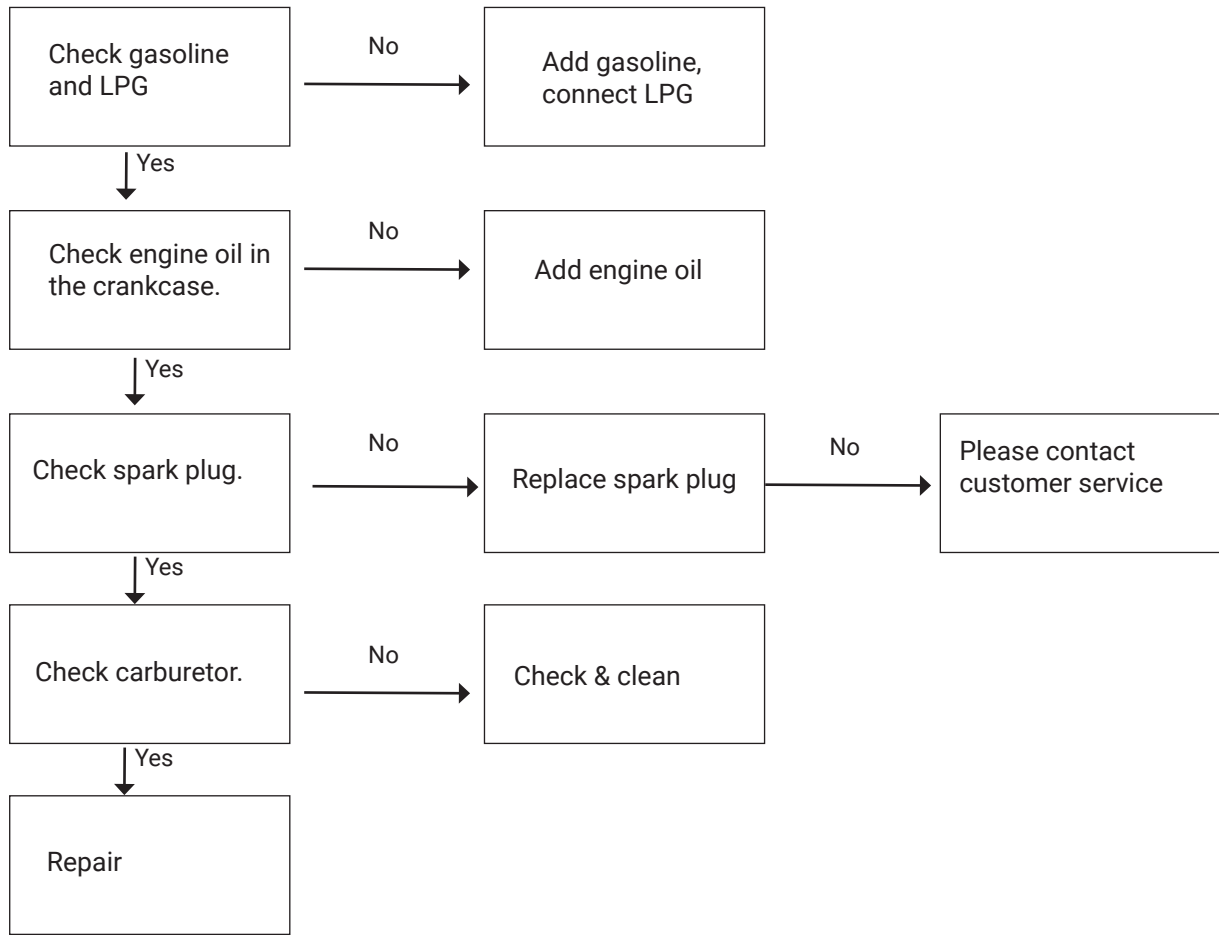 Check gasoline
and LPG
No
Add gasoline,
connect LPG
Yes
Check engine oil in
the crankcase.
No
Add engine oil
Yes
Check spark plug.
No
Replace spark plug
No
Please contact
customer service
Yes
Check carburetor.
No
Check & clean
Yes
Repair